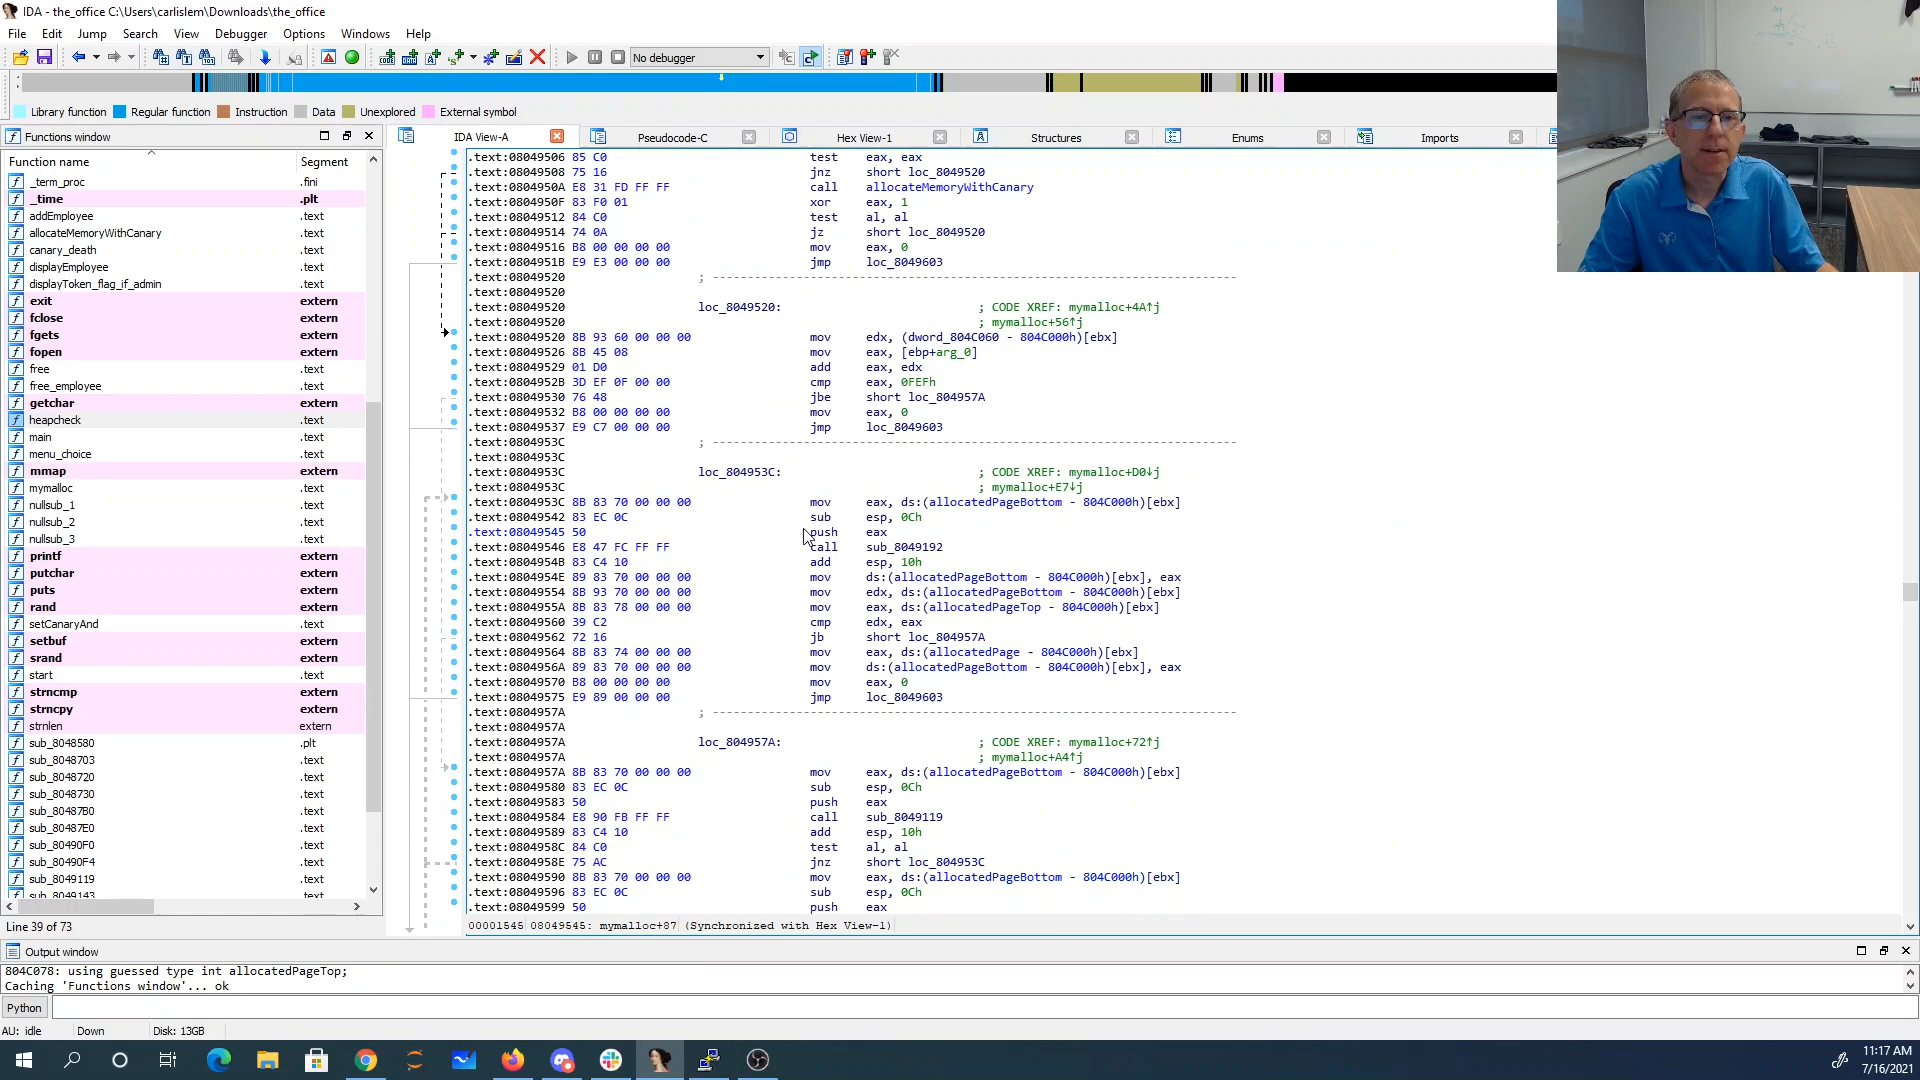 IDA - the_office C:\Users\carlislem\Downloads\the_office
File Edit Jump Search View Debugger Options Windows Help
No debugger
Library function Regular function Instruction Data Unexplored External symbol
Functions window
IDA View-A Pseudocode-C Hex View-1 Structures Enums Imports
Function name Segment
_term_proc .fini
_time .plt
addEmployee .text
allocateMemoryWithCanary .text
canary_death .text
displayEmployee .text
displayToken_flag_if_admin .text
exit extern
fclose extern
fgets extern
fopen extern
free .text
free_employee .text
getchar extern
heapcheck .text
main .text
menu_choice .text
mmap extern
mymalloc .text
nullsub_1 .text
nullsub_2 .text
nullsub_3 .text
printf extern
putchar extern
puts extern
rand extern
setCanaryAnd .text
setbuf extern
srand extern
start .text
strncmp extern
strncpy extern
strnlen extern
sub_8048580 .plt
sub_8048703 .text
sub_8048720 .text
sub_8048730 .text
sub_80487B0 .text
sub_80487E0 .text
sub_80490F0 .text
sub_80490F4 .text
sub_8049119 .text
sub_8049143 .text
Line 39 of 73
.text:08049506 85 C0 test eax, eax
.text:08049508 75 16 jnz short loc_8049520
.text:0804950A E8 31 FD FF FF call allocateMemoryWithCanary
.text:0804950F 83 F0 01 xor eax, 1
.text:08049512 84 C0 test al, al
.text:08049514 74 0A jz short loc_8049520
.text:08049516 B8 00 00 00 00 mov eax, 0
.text:0804951B E9 E3 00 00 00 jmp loc_8049603
.text:08049520 ; ---------------------------------------------------------------------------
.text:08049520
.text:08049520 loc_8049520: ; CODE XREF: mymalloc+4A↑j
.text:08049520 ; mymalloc+56↑j
.text:08049520 8B 93 60 00 00 00 mov edx, (dword_804C060 - 804C000h)[ebx]
.text:08049526 8B 45 08 mov eax, [ebp+arg_0]
.text:08049529 01 D0 add eax, edx
.text:0804952B 3D EF 0F 00 00 cmp eax, 0FEFh
.text:08049530 76 48 jbe short loc_804957A
.text:08049532 B8 00 00 00 00 mov eax, 0
.text:08049537 E9 C7 00 00 00 jmp loc_8049603
.text:0804953C ; ---------------------------------------------------------------------------
.text:0804953C
.text:0804953C loc_804953C: ; CODE XREF: mymalloc+D0↓j
.text:0804953C ; mymalloc+E7↓j
.text:0804953C 8B 83 70 00 00 00 mov eax, ds:(allocatedPageBottom - 804C000h)[ebx]
.text:08049542 83 EC 0C sub esp, 0Ch
.text:08049545 50 push eax
.text:08049546 E8 47 FC FF FF call sub_8049192
.text:0804954B 83 C4 10 add esp, 10h
.text:0804954E 89 83 70 00 00 00 mov ds:(allocatedPageBottom - 804C000h)[ebx], eax
.text:08049554 8B 93 70 00 00 00 mov edx, ds:(allocatedPageBottom - 804C000h)[ebx]
.text:0804955A 8B 83 78 00 00 00 mov eax, ds:(allocatedPageTop - 804C000h)[ebx]
.text:08049560 39 C2 cmp edx, eax
.text:08049562 72 16 jb short loc_804957A
.text:08049564 8B 83 74 00 00 00 mov eax, ds:(allocatedPage - 804C000h)[ebx]
.text:0804956A 89 83 70 00 00 00 mov ds:(allocatedPageBottom - 804C000h)[ebx], eax
.text:08049570 B8 00 00 00 00 mov eax, 0
.text:08049575 E9 89 00 00 00 jmp loc_8049603
.text:0804957A ; ---------------------------------------------------------------------------
.text:0804957A
.text:0804957A loc_804957A: ; CODE XREF: mymalloc+72↑j
.text:0804957A ; mymalloc+A4↑j
.text:0804957A 8B 83 70 00 00 00 mov eax, ds:(allocatedPageBottom - 804C000h)[ebx]
.text:08049580 83 EC 0C sub esp, 0Ch
.text:08049583 50 push eax
.text:08049584 E8 90 FB FF FF call sub_8049119
.text:08049589 83 C4 10 add esp, 10h
.text:0804958C 84 C0 test al, al
.text:0804958E 75 AC jnz short loc_804953C
.text:08049590 8B 83 70 00 00 00 mov eax, ds:(allocatedPageBottom - 804C000h)[ebx]
.text:08049596 83 EC 0C sub esp, 0Ch
.text:08049599 50 push eax
00001545 08049545: mymalloc+87 (Synchronized with Hex View-1)
Output window
804C078: using guessed type int allocatedPageTop;
Caching 'Functions window'... ok
Python
AU: idle Down Disk: 13GB
11:17 AM
7/16/2021